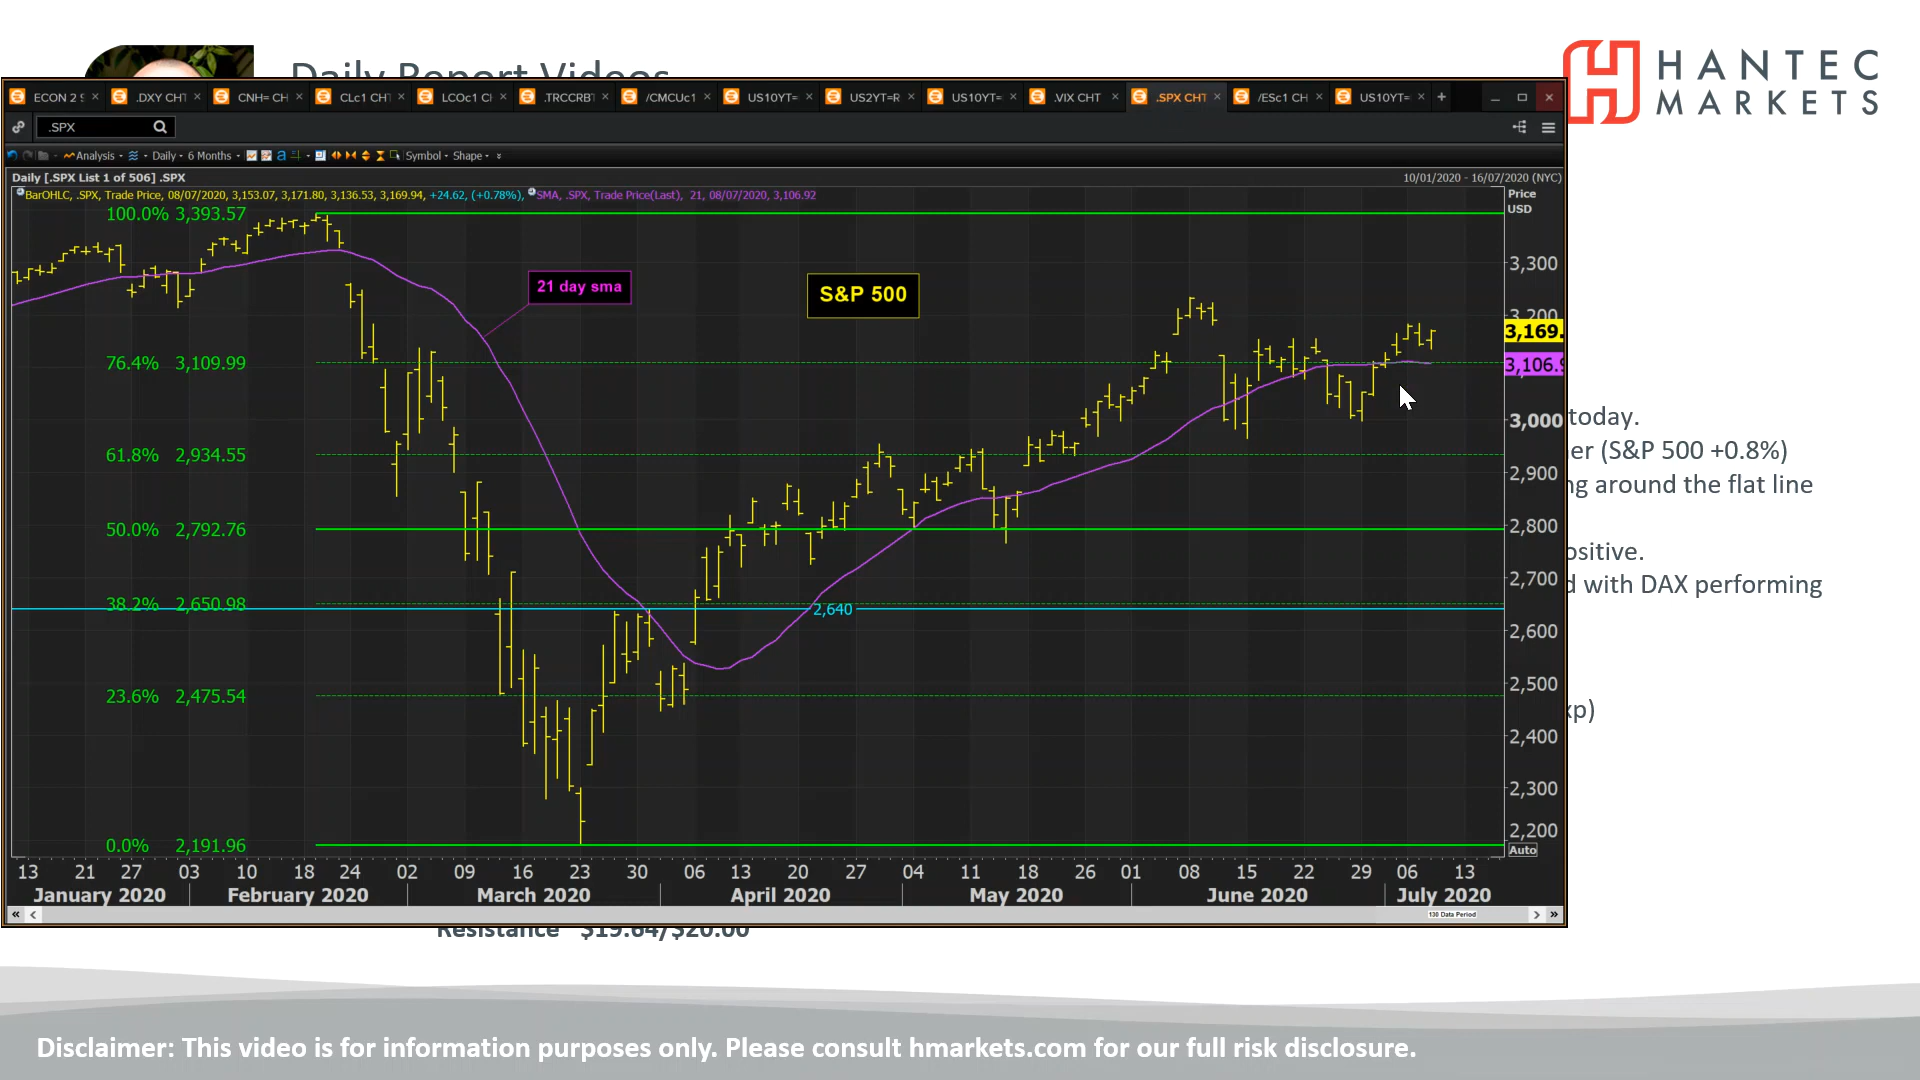 Daily Report Videos
HANTEC
MARKETS
ECON 2 S
.DXY CHT
CNH= CH
CLc1 CHT
LCOc1 CH
.TRCCRBT
/CMCUc1
US10YT=
US2YT=R
US10YT=
.VIX CHT
.SPX CHT
/ESc1 CH
US10YT=
.SPX
Analysis Daily 6 Months Symbol Shape
Daily [.SPX List 1 of 506] .SPX
10/01/2020 - 16/07/2020 (NYC)
BarOHLC, .SPX, Trade Price, 08/07/2020, 3,153.07, 3,171.80, 3,136.53, 3,169.94, +24.62, (+0.78%), SMA, .SPX, Trade Price(Last), 21, 08/07/2020, 3,106.92
Price
USD
100.0% 3,393.57
76.4% 3,109.99
61.8% 2,934.55
50.0% 2,792.76
38.2% 2,650.98
23.6% 2,475.54
0.0% 2,191.96
21 day sma
S&P 500
2,640
3,300
3,200
3,169.
3,106.9
3,000
2,900
2,800
2,700
2,600
2,500
2,400
2,300
2,200
Auto
13 21 27 03 10 18 24 02 09 16 23 30 06 13 20 27 04 11 18 26 01 08 15 22 29 06 13
January 2020 February 2020 March 2020 April 2020 May 2020 June 2020 July 2020
130 Data Period
today.
er (S&P 500 +0.8%)
ng around the flat line
ositive.
d with DAX performing
xp)
Resistance $19.64/$20.00
Disclaimer: This video is for information purposes only. Please consult hmarkets.com for our full risk disclosure.